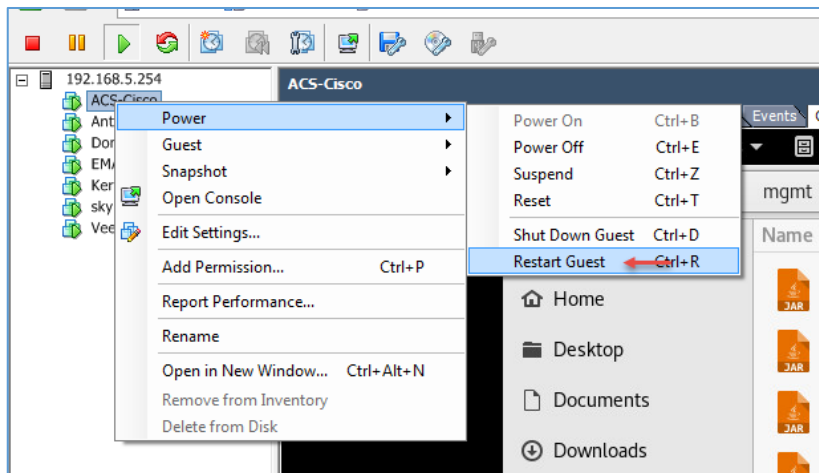 192.168.5.254
ACS-Cisco
ACS-Cisco
Ant
Dor
EMA
Ker
sky
Vee
Power
Guest
Snapshot
Open Console
Edit Settings...
Add Permission... Ctrl+P
Report Performance...
Rename
Open in New Window... Ctrl+Alt+N
Remove from Inventory
Delete from Disk
Power On Ctrl+B
Power Off Ctrl+E
Suspend Ctrl+Z
Reset Ctrl+T
Shut Down Guest Ctrl+D
Restart Guest Ctrl+R
Events
mgmt
Name
Home
Desktop
Documents
Downloads
JAR
JAR
JAR